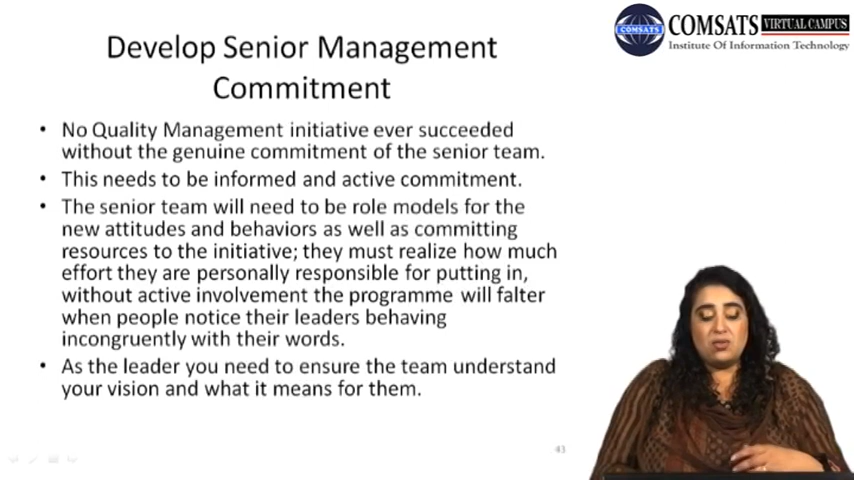 COMSATS VIRTUAL CAMPUS
COMSATS
Institute Of Information Technology
Develop Senior Management
Commitment
• No Quality Management initiative ever succeeded
without the genuine commitment of the senior team.
• This needs to be informed and active commitment.
• The senior team will need to be role models for the
new attitudes and behaviors as well as committing
resources to the initiative; they must realize how much
effort they are personally responsible for putting in,
without active involvement the programme will falter
when people notice their leaders behaving
incongruently with their words.
• As the leader you need to ensure the team understand
your vision and what it means for them.
43